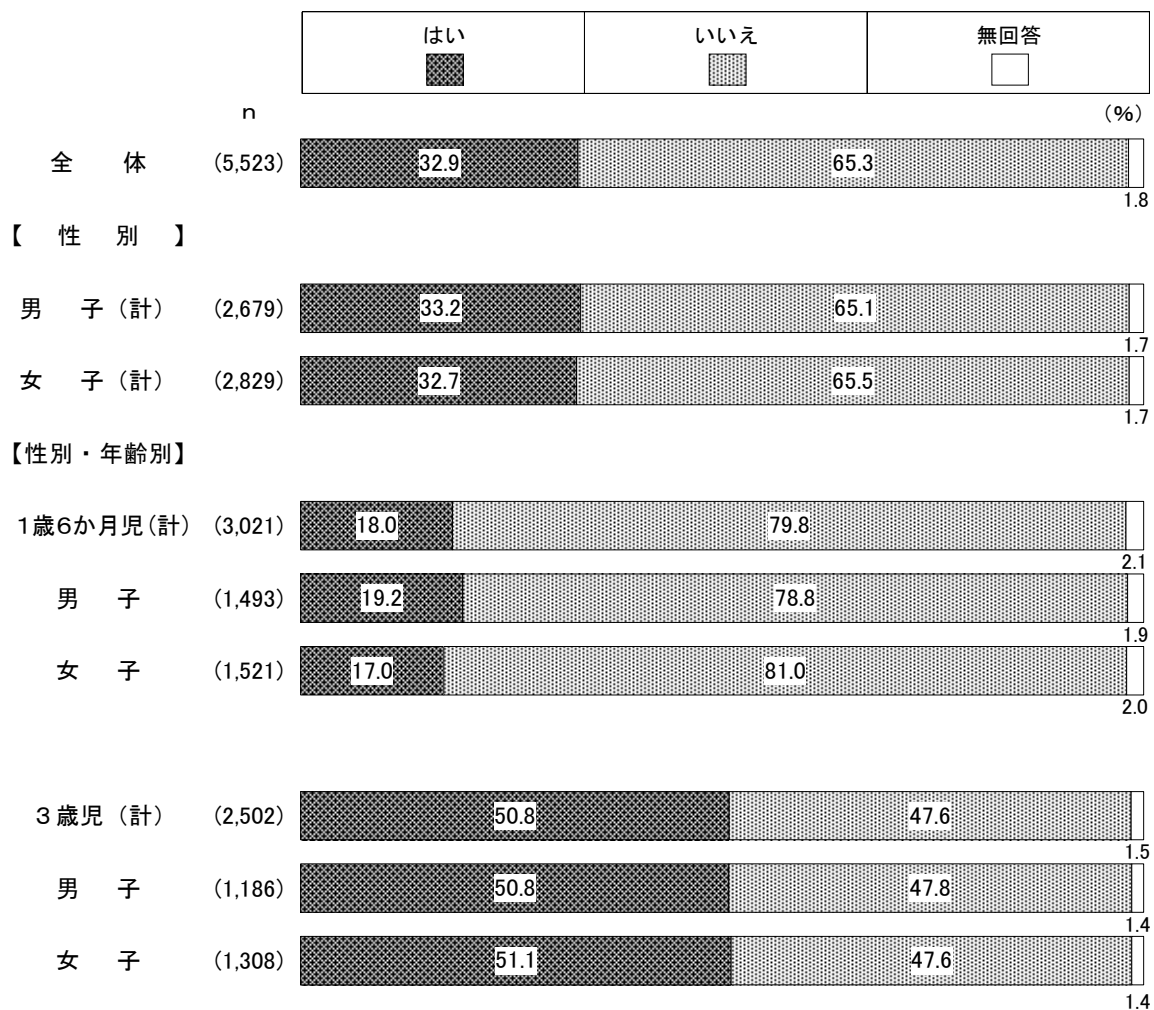 はい いいえ 無回答
n (%)
全 体 (5,523) 32.9 65.3 1.8
【 性 別 】
男 子(計) (2,679) 33.2 65.1 1.7
女 子(計) (2,829) 32.7 65.5 1.7
【性別・年齢別】
1歳6か月児(計) (3,021) 18.0 79.8 2.1
男 子 (1,493) 19.2 78.8 1.9
女 子 (1,521) 17.0 81.0 2.0
3歳児(計) (2,502) 50.8 47.6 1.5
男 子 (1,186) 50.8 47.8 1.4
女 子 (1,308) 51.1 47.6 1.4